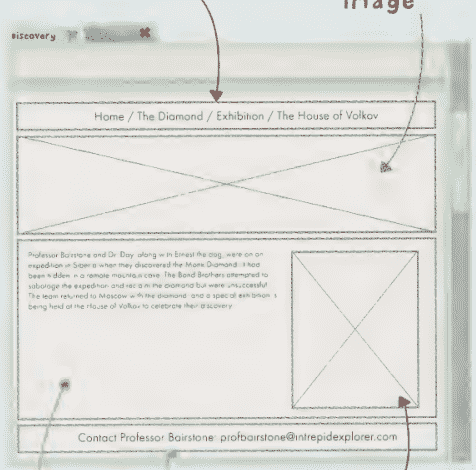 image
Discovery
Home / The Diamond / Exhibition / The House of Volkov
Professor Bairstone and Dr. Day, along with Ernest the dog, were on an
expedition in Siberia when they discovered the Monk Diamond. It had
been hidden in a remote mountain cave. The Bond Brothers attempted to
sabotage the expedition and reclaim the diamond but were unsuccessful.
The team returned to Moscow with the diamond and a special exhibition is
being held at the House of Volkov to celebrate their discovery.
Contact Professor Bairstone: profbairstone@intrepidexplorer.com